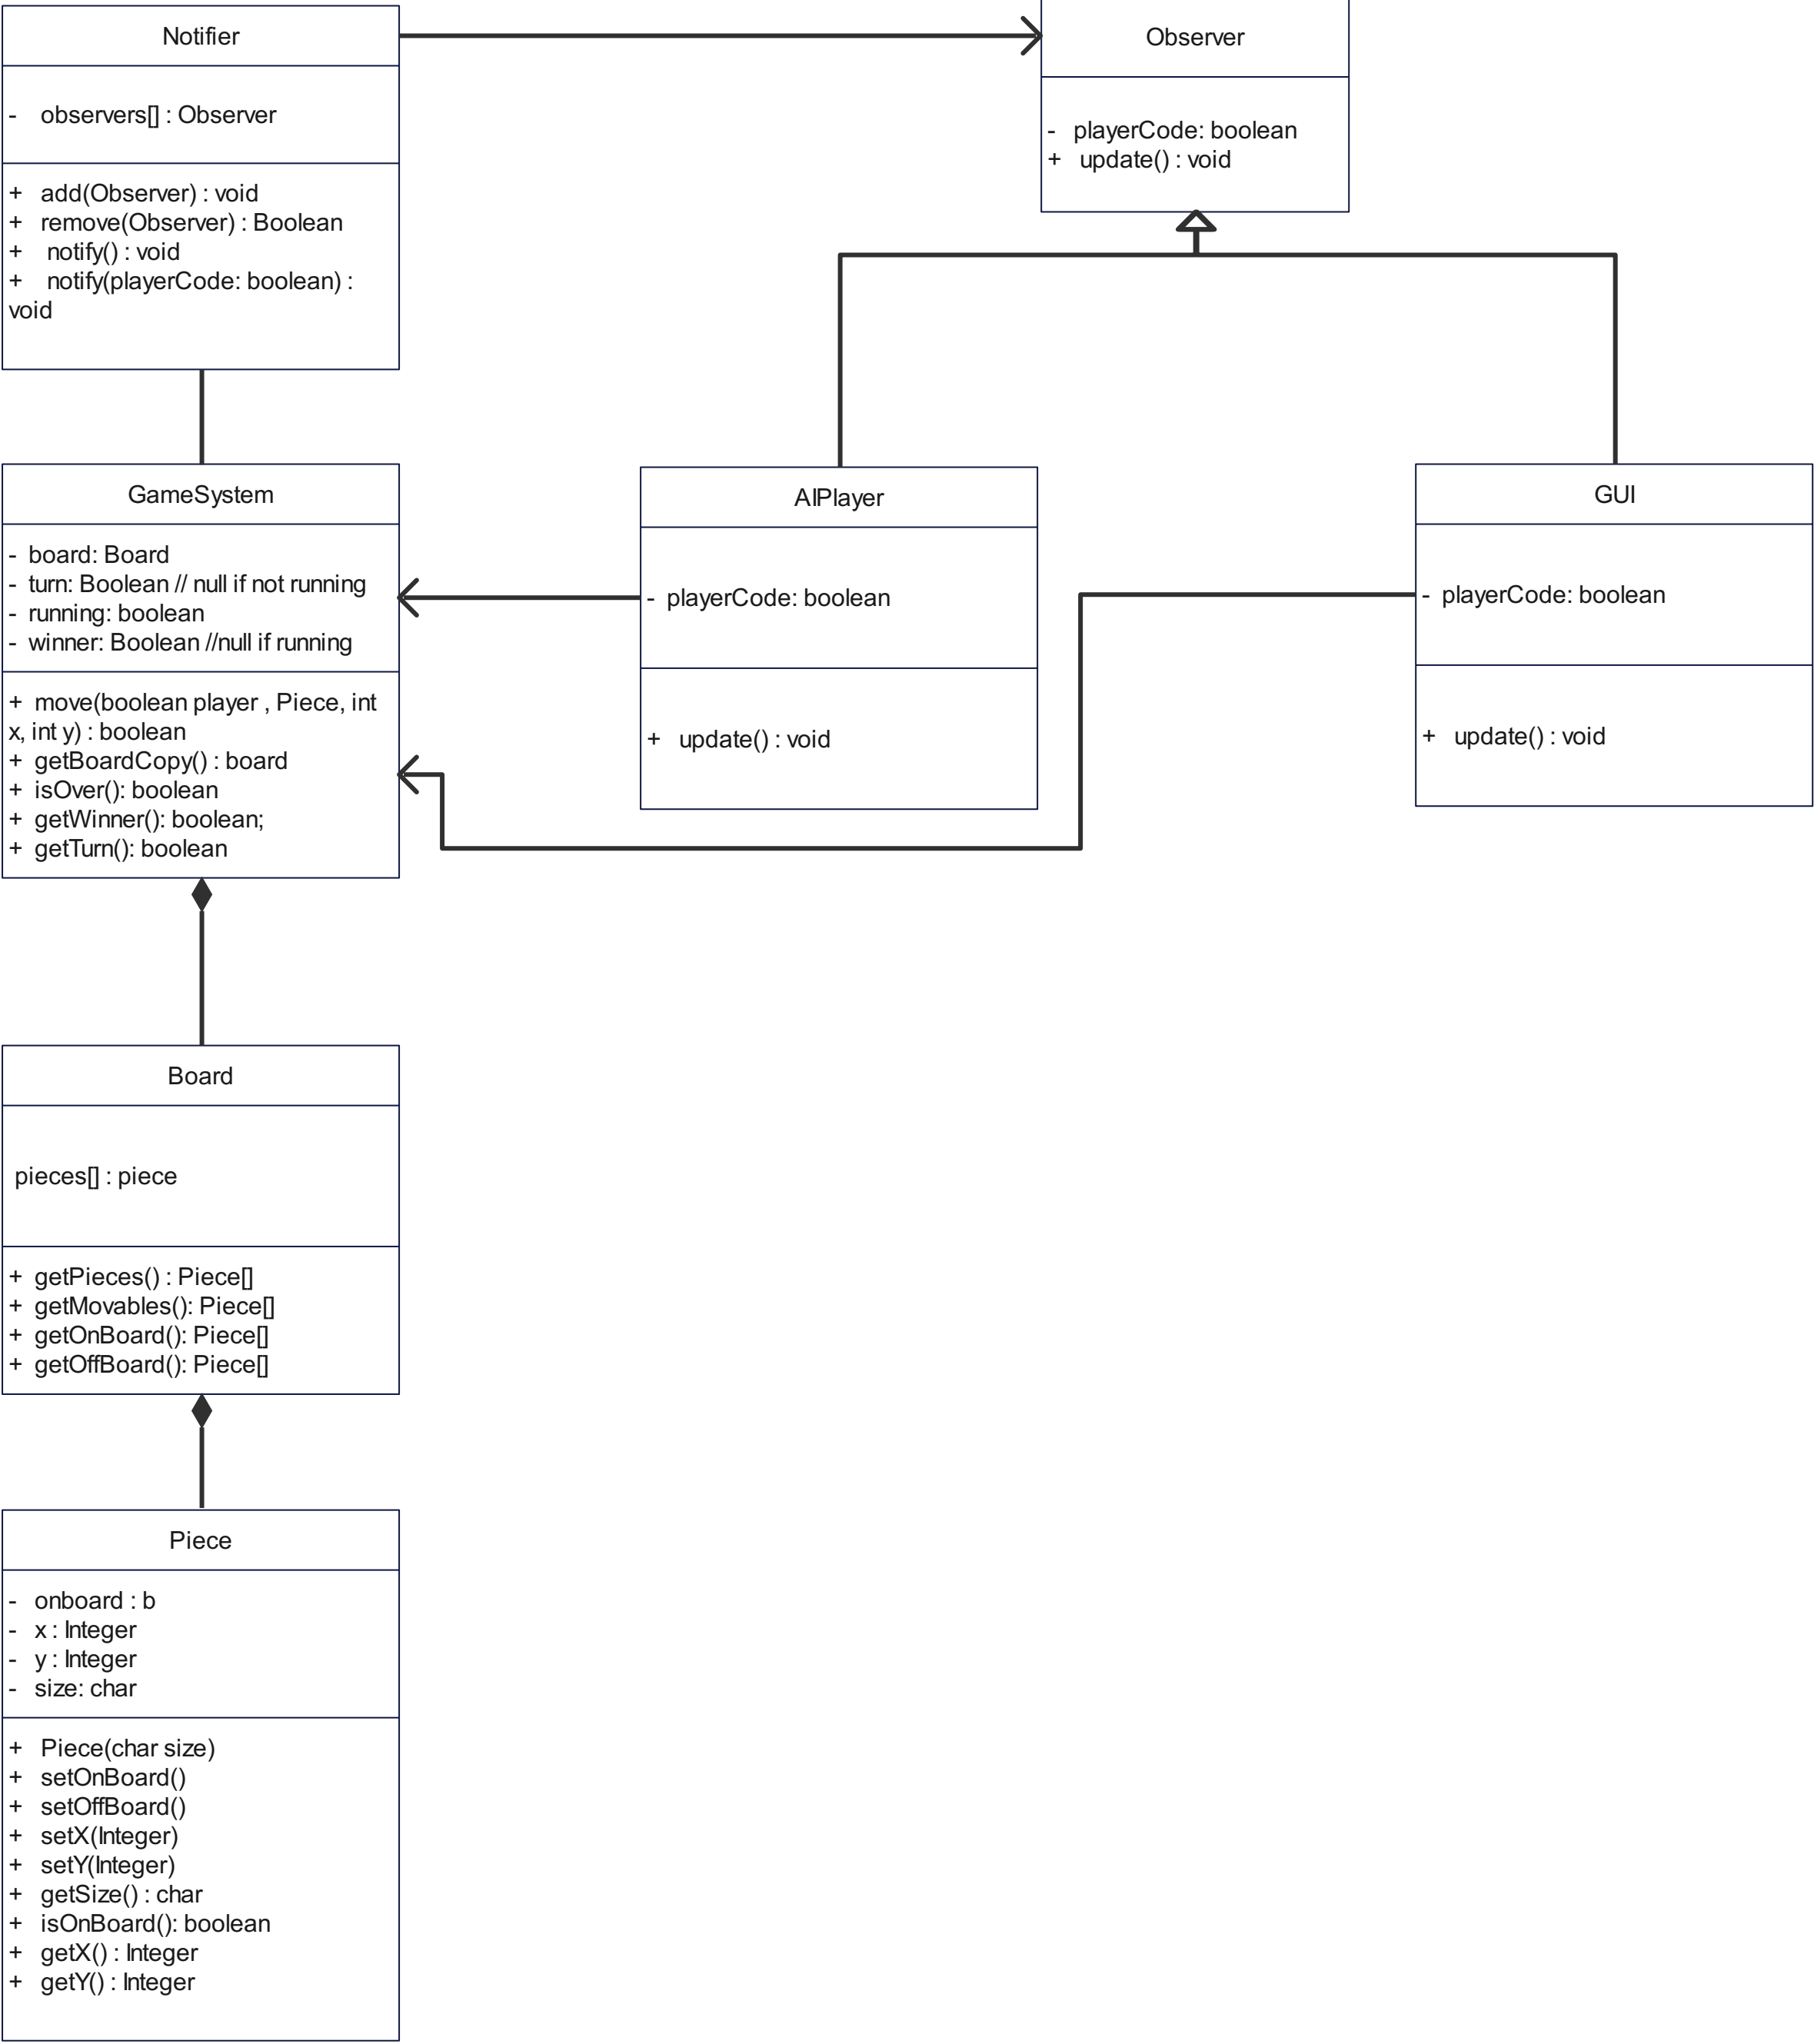 Notifier
- observers[] : Observer
+ add(Observer) : void
+ remove(Observer) : Boolean
+ notify() : void
+ notify(playerCode: boolean) :
void
Observer
- playerCode: boolean
+ update() : void
GameSystem
- board: Board
- turn: Boolean // null if not running
- running: boolean
- winner: Boolean //null if running
+ move(boolean player , Piece, int
x, int y) : boolean
+ getBoardCopy() : board
+ isOver(): boolean
+ getWinner(): boolean;
+ getTurn(): boolean
AIPlayer
- playerCode: boolean
+ update() : void
GUI
- playerCode: boolean
+ update() : void
Board
pieces[] : piece
+ getPieces() : Piece[]
+ getMovables(): Piece[]
+ getOnBoard(): Piece[]
+ getOffBoard(): Piece[]
Piece
- onboard : b
- x : Integer
- y : Integer
- size: char
+ Piece(char size)
+ setOnBoard()
+ setOffBoard()
+ setX(Integer)
+ setY(Integer)
+ getSize() : char
+ isOnBoard(): boolean
+ getX() : Integer
+ getY() : Integer